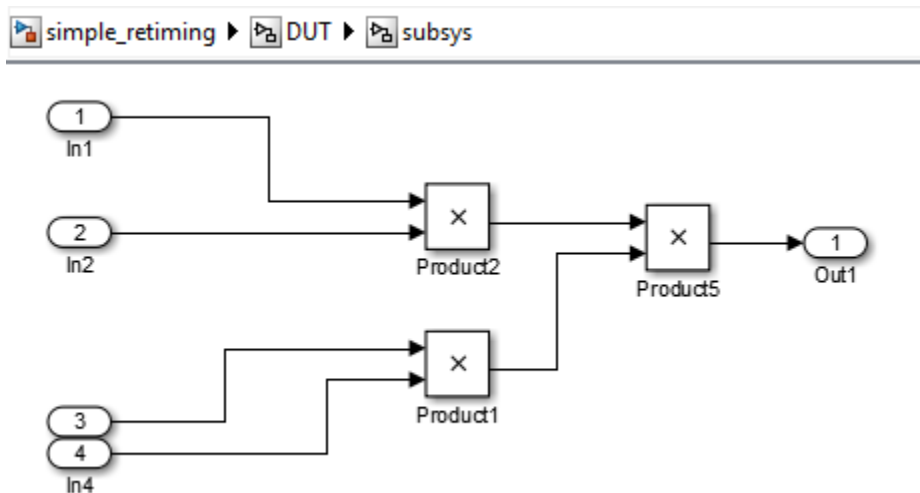 simple_retiming ▶ DUT ▶ subsys
1
In1
2
In2
×
Product2
×
Product5
1
Out1
×
Product1
3
4
In4